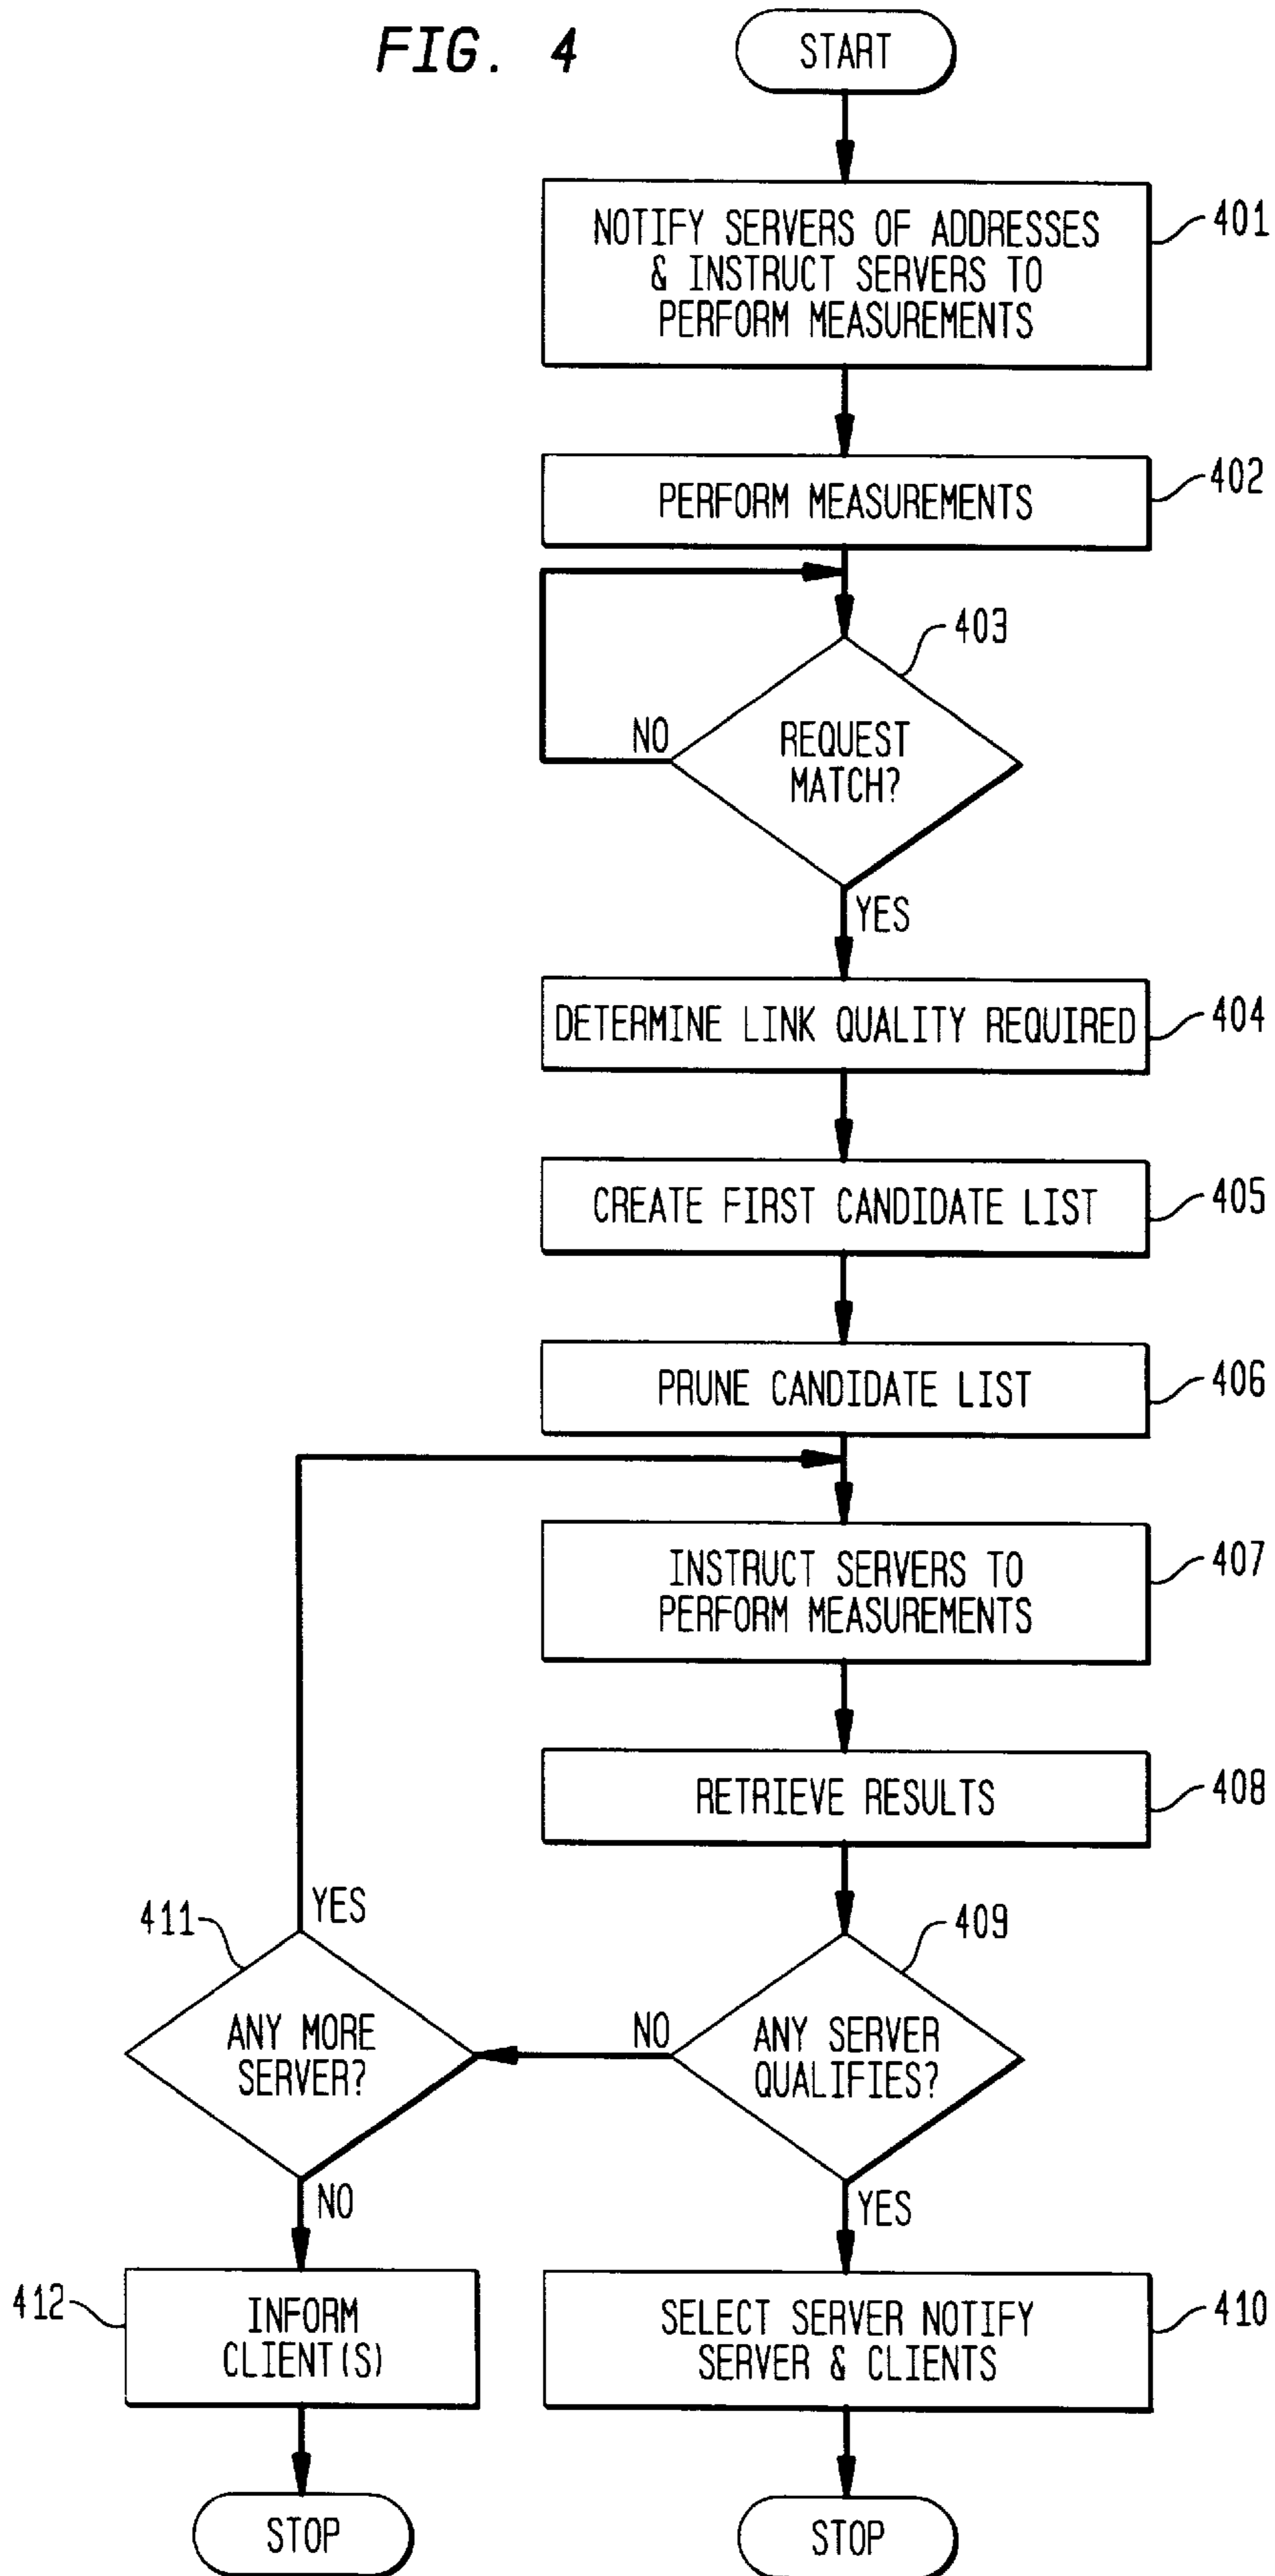 FIG. 4
START
NOTIFY SERVERS OF ADDRESSES
& INSTRUCT SERVERS TO
PERFORM MEASUREMENTS
401
PERFORM MEASUREMENTS
402
403
NO
REQUEST
MATCH?
YES
DETERMINE LINK QUALITY REQUIRED
404
CREATE FIRST CANDIDATE LIST
405
PRUNE CANDIDATE LIST
406
INSTRUCT SERVERS TO
PERFORM MEASUREMENTS
407
RETRIEVE RESULTS
408
409
ANY SERVER
QUALIFIES?
NO
YES
411
YES
ANY MORE
SERVER?
NO
412
INFORM
CLIENT(S)
SELECT SERVER NOTIFY
SERVER & CLIENTS
410
STOP
STOP